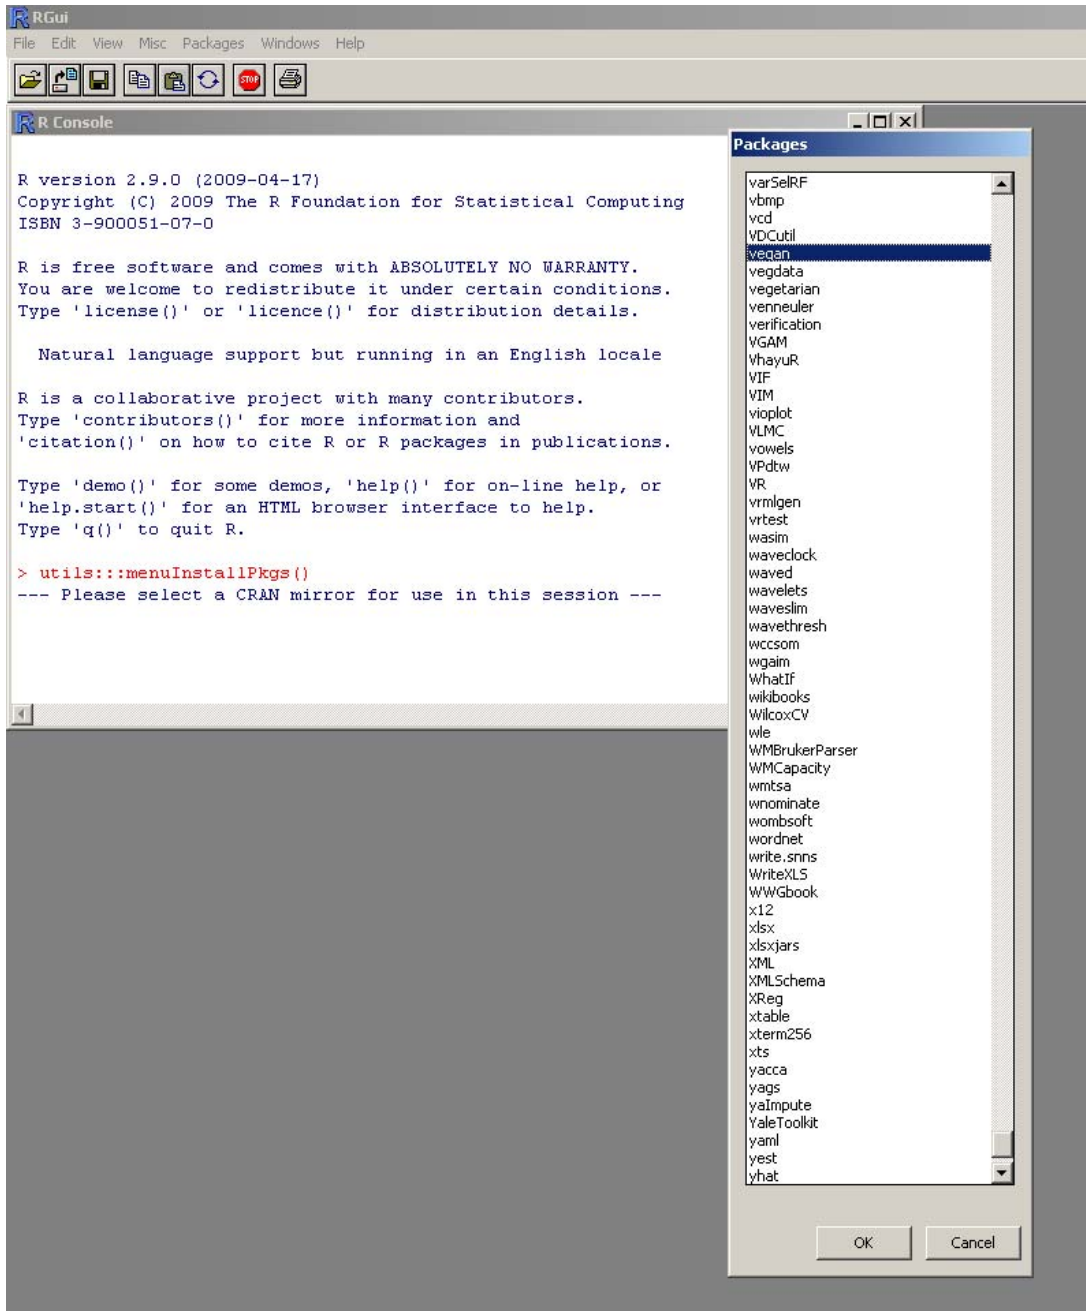 RGui
File Edit View Misc Packages Windows Help
STOP
R Console
R version 2.9.0 (2009-04-17)
Copyright (C) 2009 The R Foundation for Statistical Computing
ISBN 3-900051-07-0
R is free software and comes with ABSOLUTELY NO WARRANTY.
You are welcome to redistribute it under certain conditions.
Type 'license()' or 'licence()' for distribution details.
Natural language support but running in an English locale
R is a collaborative project with many contributors.
Type 'contributors()' for more information and
'citation()' on how to cite R or R packages in publications.
Type 'demo()' for some demos, 'help()' for on-line help, or
'help.start()' for an HTML browser interface to help.
Type 'q()' to quit R.
> utils:::menuInstallPkgs()
--- Please select a CRAN mirror for use in this session ---
Packages
varSelRF
vbmp
vcd
VDCutil
vegan
vegdata
vegetarian
venneuler
verification
VGAM
VhayuR
VIF
VIM
vioplot
VLMC
vowels
VPdtw
VR
vrmlgen
vrtest
wasim
waveclock
waved
wavelets
waveslim
wavethresh
wccsom
wgaim
WhatIf
wikibooks
WilcoxCV
wle
WMBrukerParser
WMCapacity
wmtsa
wnominate
wombsoft
wordnet
write.snns
WriteXLS
WWGbook
x12
xlsx
xlsxjars
XML
XMLSchema
XReg
xtable
xterm256
xts
yacca
yags
yaImpute
YaleToolkit
yaml
yest
yhat
OK Cancel